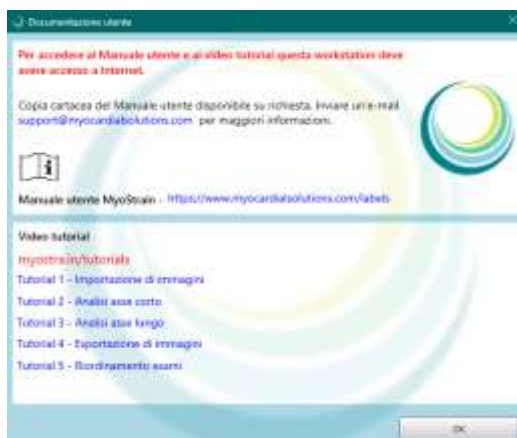 Documentazione utente
Per accedere al Manuale utente e ai video tutorial questa workstation deve
avere accesso a Internet.
Copia cartacea del Manuale utente disponibile su richiesta. Inviare un'e-mail
support@myocardialsolutions.com per maggiori informazioni.
Manuale utente MyoStrain - https://www.myocardialsolutions.com/labels
Video tutorial
myostrain/tutorials
Tutorial 1 - Importazione di immagini
Tutorial 2 - Analisi asse corto
Tutorial 3 - Analisi asse lungo
Tutorial 4 - Esportazione di immagini
Tutorial 5 - Riordinamento esami
OK